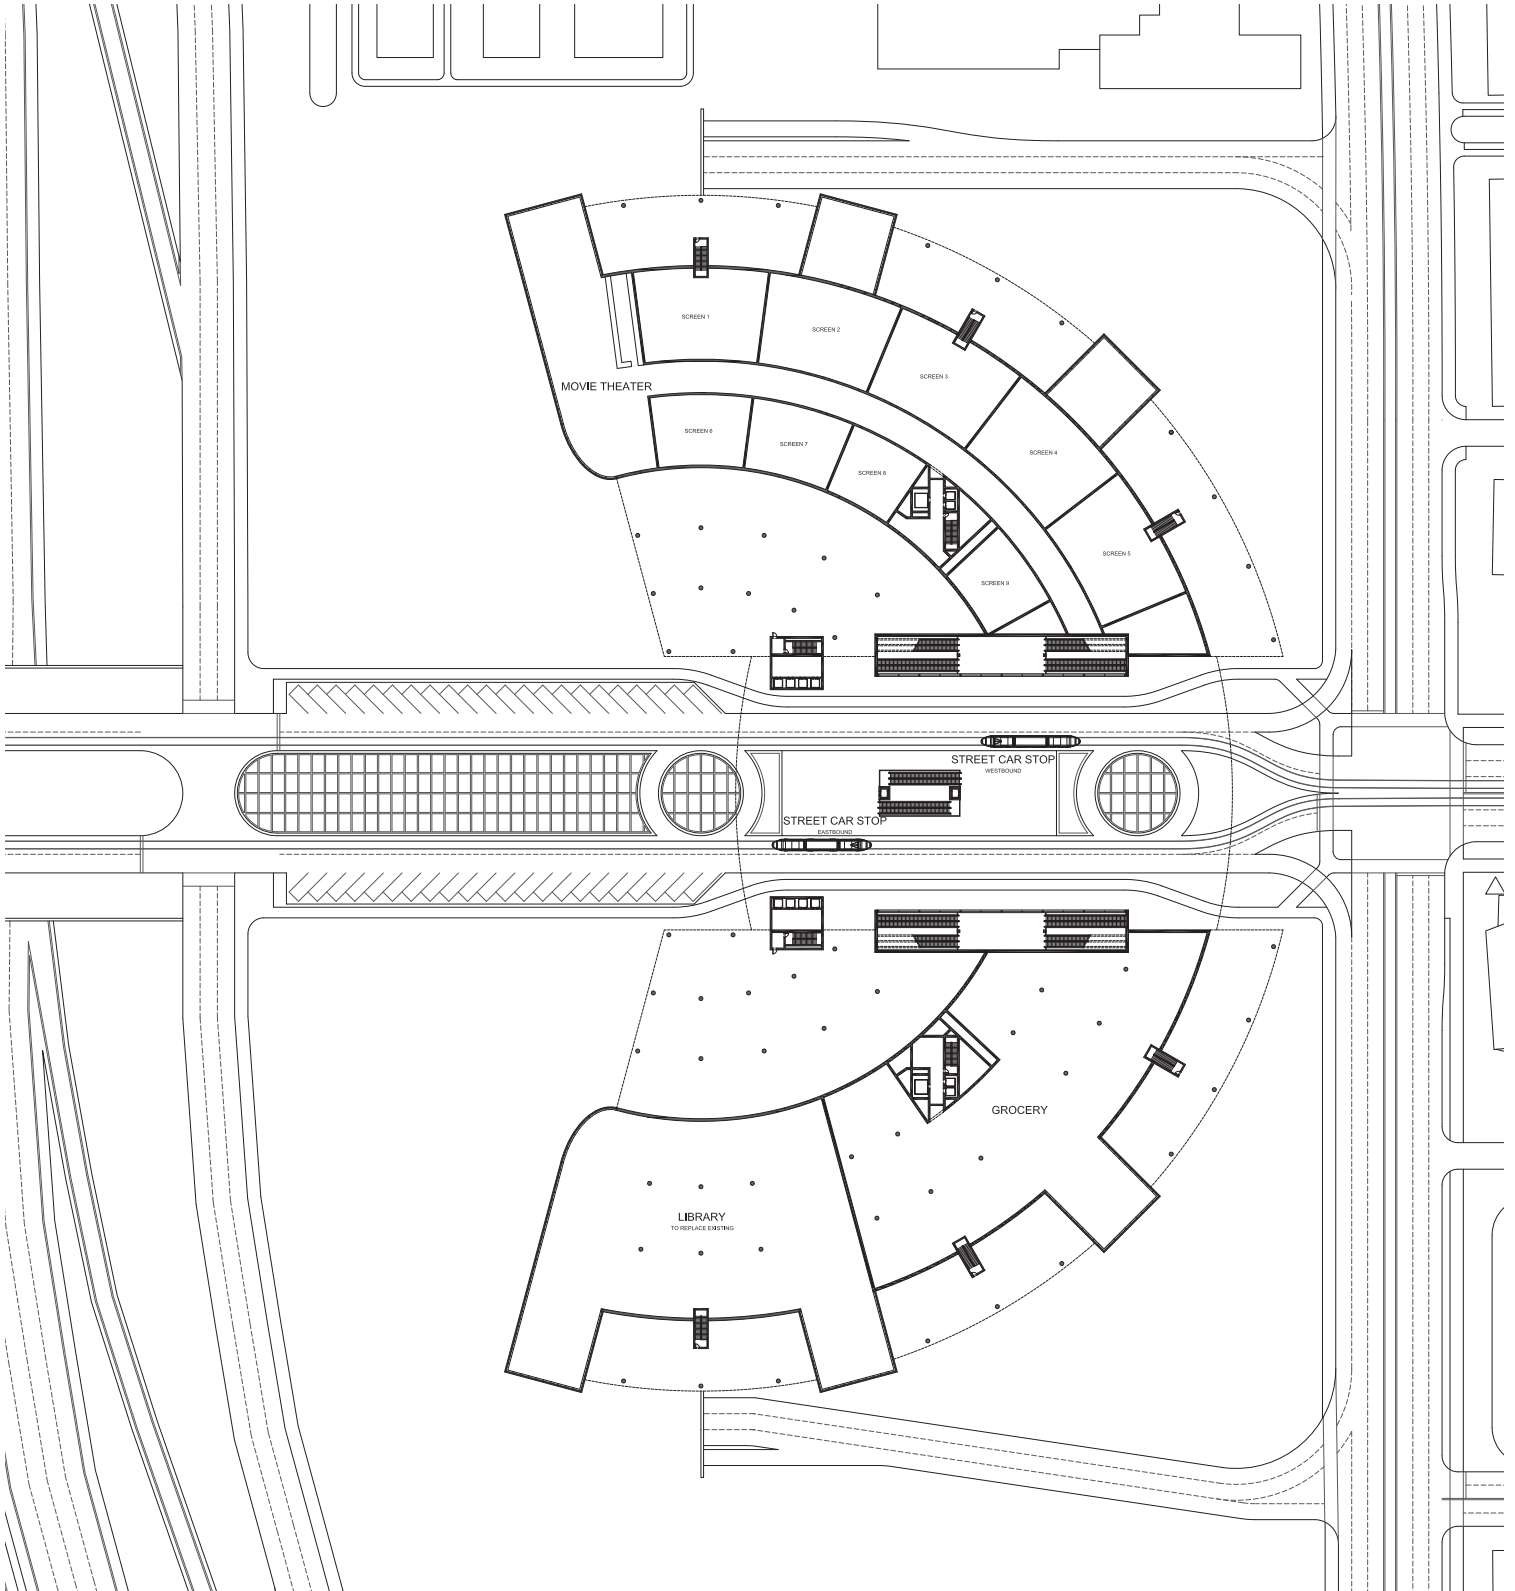 SCREEN 1
SCREEN 2
SCREEN 3
MOVIE THEATER
SCREEN 6
SCREEN 7
SCREEN 4
SCREEN 8
SCREEN 5
SCREEN 9
STREET CAR STOP
WESTBOUND
STREET CAR STOP
EASTBOUND
GROCERY
LIBRARY
TO REPLACE EXISTING